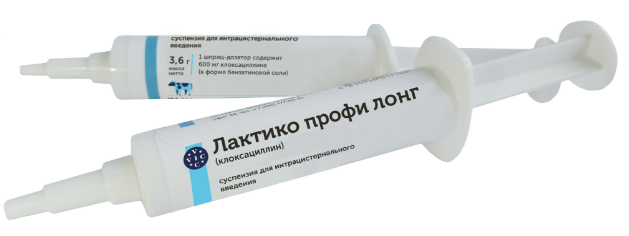 суспензия для интрацистернального
введения
3,6 г
масса
нетто
1 шприц-дозатор содержит
600 мг клоксациллина
(в форме бензатиновой соли)
VIC
Лактико профи лонг
(клоксациллин)
суспензия для интрацистернального
введения